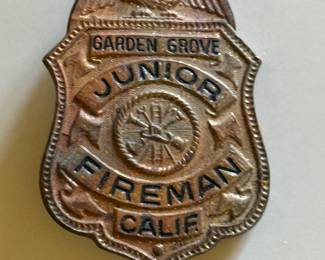 GARDEN GROVE
JUNIOR
FIREMAN
CALIF.